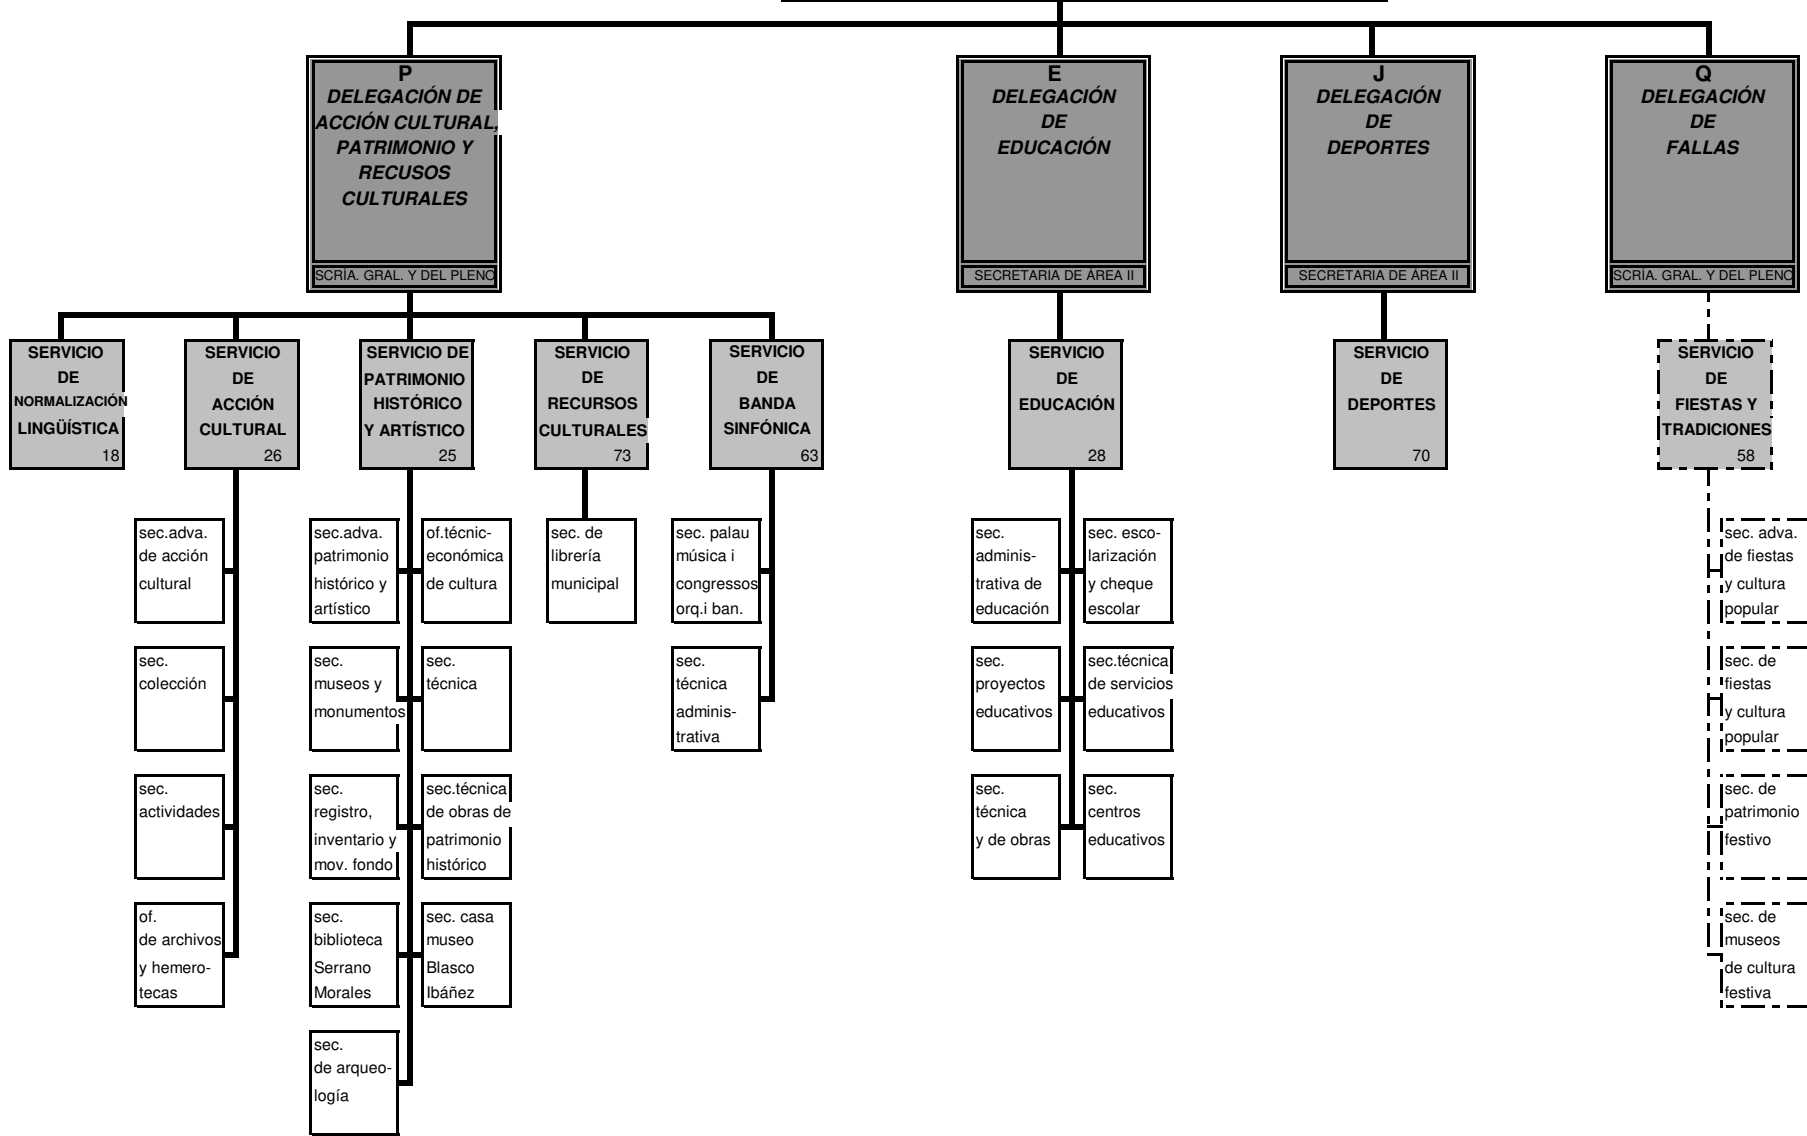 P
DELEGACIÓN DE
ACCIÓN CULTURAL,
PATRIMONIO Y
RECUSOS
CULTURALES
SCRÍA. GRAL. Y DEL PLENO
E
DELEGACIÓN
DE
EDUCACIÓN
SECRETARIA DE ÁREA II
J
DELEGACIÓN
DE
DEPORTES
SECRETARIA DE ÁREA II
Q
DELEGACIÓN
DE
FALLAS
SCRÍA. GRAL. Y DEL PLENO
SERVICIO
DE
NORMALIZACIÓN
LINGÜÍSTICA
18
SERVICIO
DE
ACCIÓN
CULTURAL
26
SERVICIO DE
PATRIMONIO
HISTÓRICO
Y ARTÍSTICO
25
SERVICIO
DE
RECURSOS
CULTURALES
73
SERVICIO
DE
BANDA
SINFÓNICA
63
SERVICIO
DE
EDUCACIÓN
28
SERVICIO
DE
DEPORTES
70
SERVICIO
DE
FIESTAS Y
TRADICIONES
58
sec.adva.
de acción
cultural
sec.adva.
patrimonio
histórico y
artístico
of.técnic-
económica
de cultura
sec. de
librería
municipal
sec. palau
música i
congressos
orq.i ban.
sec.
adminis-
trativa de
educación
sec. esco-
larización
y cheque
escolar
sec. adva.
de fiestas
y cultura
popular
sec.
colección
sec.
museos y
monumentos
sec.
técnica
sec.
técnica
adminis-
trativa
sec.
proyectos
educativos
sec.técnica
de servicios
educativos
sec. de
fiestas
y cultura
popular
sec.
actividades
sec.
registro,
inventario y
mov. fondo
sec.técnica
de obras de
patrimonio
histórico
sec.
técnica
y de obras
sec.
centros
educativos
sec. de
patrimonio
festivo
of.
de archivos
y hemero-
tecas
sec.
biblioteca
Serrano
Morales
sec. casa
museo
Blasco
Ibáñez
sec. de
museos
de cultura
festiva
sec.
de arqueo-
logía